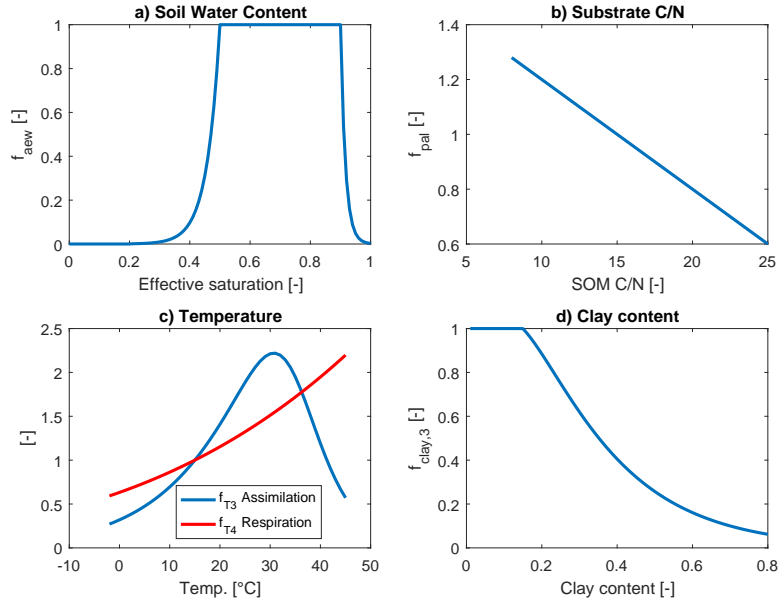 a) Soil Water Content
1
0.8
0.6
0.4
0.2
0
f_aew [-]
0 0.2 0.4 0.6 0.8 1
Effective saturation [-]
b) Substrate C/N
1.4
1.2
1
0.8
0.6
f_pal [-]
5 10 15 20 25
SOM C/N [-]
c) Temperature
2.5
2
1.5
1
0.5
0
[-]
f_T3 Assimilation
f_T4 Respiration
-10 0 10 20 30 40 50
Temp. [°C]
d) Clay content
1
0.8
0.6
0.4
0.2
0
f_clay,3 [-]
0 0.2 0.4 0.6 0.8
Clay content [-]